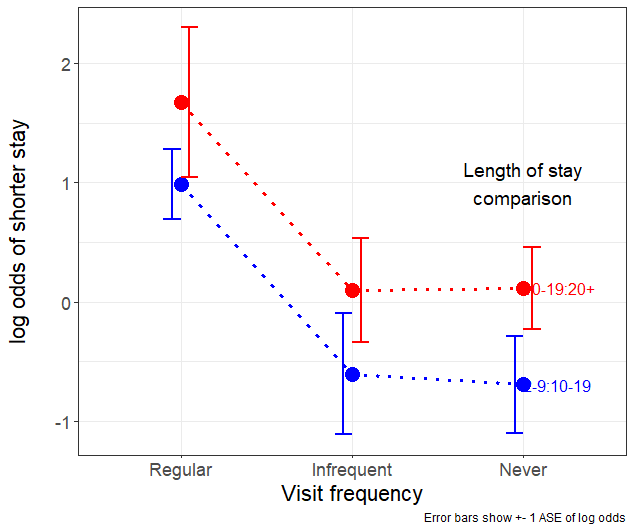 log odds of shorter stay
2
1
0
-1
Length of stay
comparison
0-19:20+
-9:10-19
Regular
Infrequent
Never
Visit frequency
Error bars show +- 1 ASE of log odds